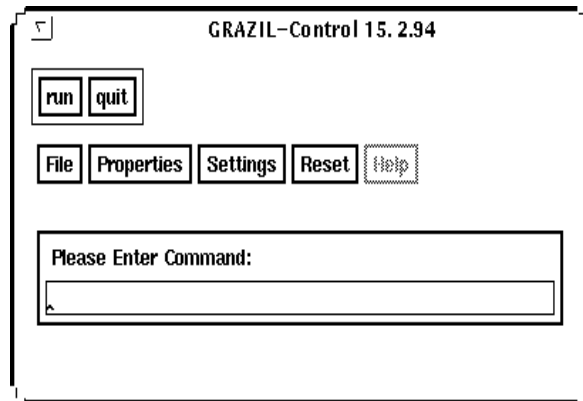 GRAZIL-Control 15. 2.94
run quit
File Properties Settings Reset Help
Please Enter Command: